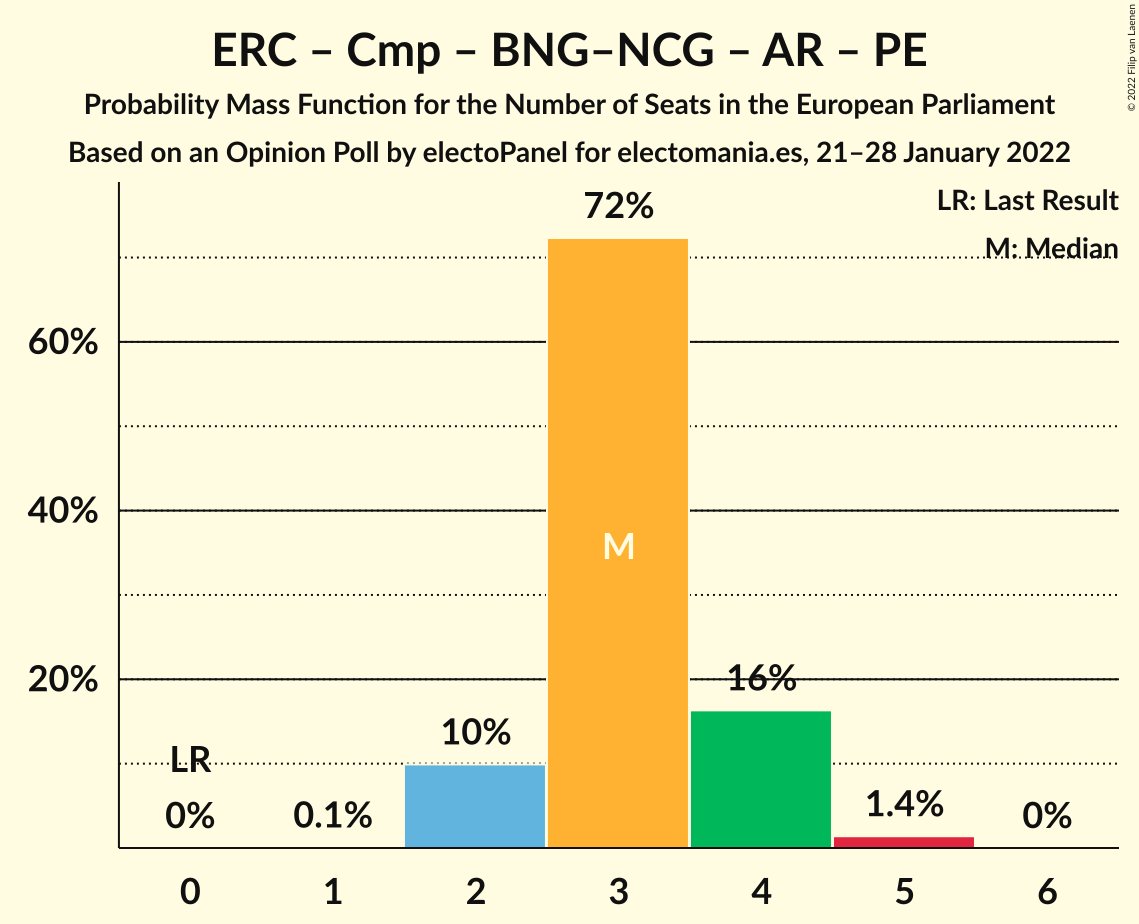 ERC – Cmp – BNG–NCG – AR – PE
Probability Mass Function for the Number of Seats in the European Parliament
Based on an Opinion Poll by electoPanel for electomania.es, 21–28 January 2022
© 2022 Filip van Laenen
LR: Last Result
M: Median
72%
60%
40%
M
20%
16%
10%
LR
0%
0.1%
1.4%
0%
0 1 2 3 4 5 6